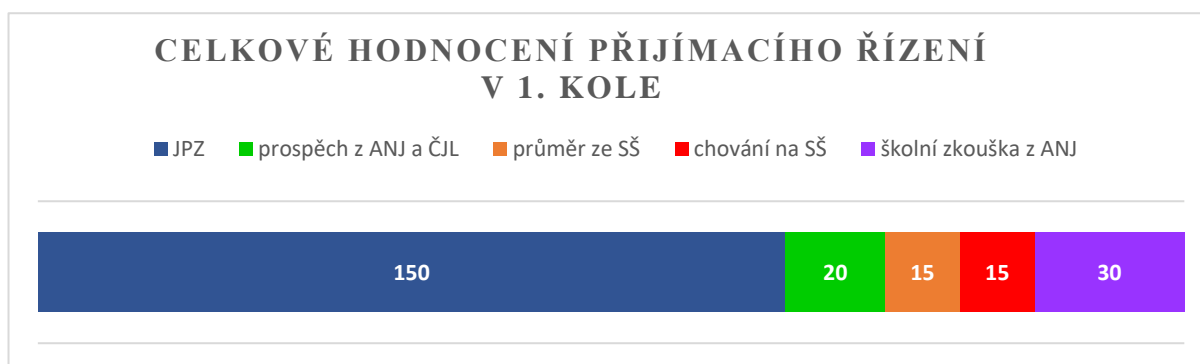 CELKOVÉ HODNOCENÍ PŘIJÍMACÍHO ŘÍZENÍ
V 1. KOLE
JPZ prospěch z ANJ a ČJL průměr ze SŠ chování na SŠ školní zkouška z ANJ
150 20 15 15 30